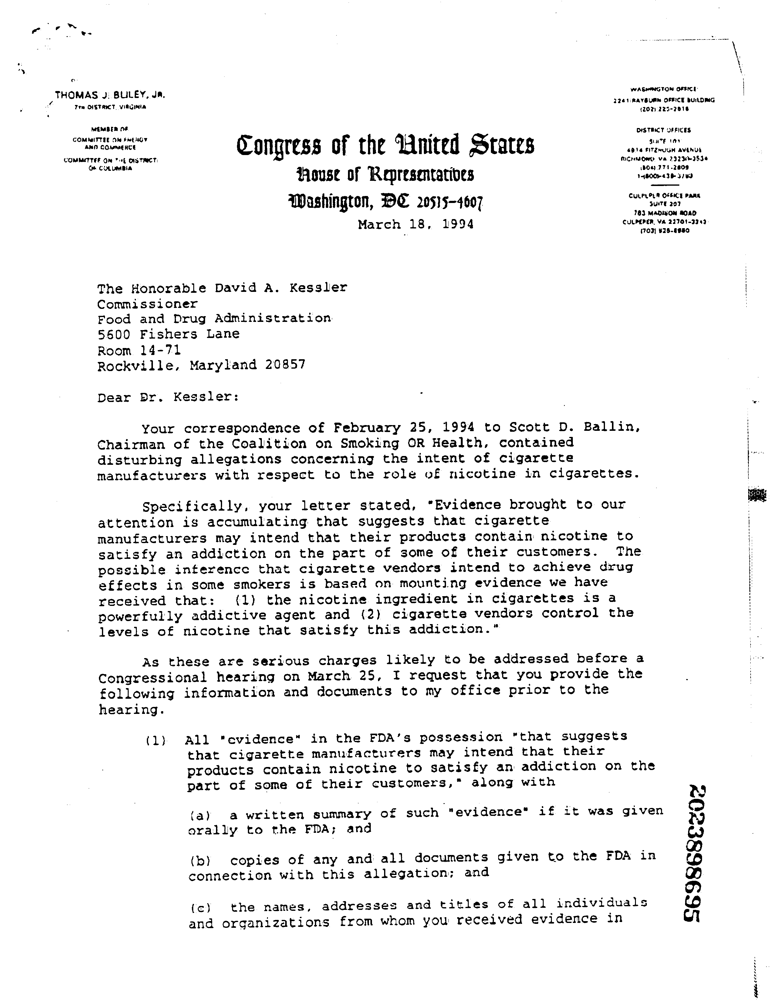 THOMAS J. BLILEY, JR.
7TH DISTRICT, VIRGINIA
MEMBER OF
COMMITTEE ON ENERGY
AND COMMERCE
COMMITTEE ON THE DISTRICT
OF COLUMBIA
WASHINGTON OFFICE
2241 RAYBURN OFFICE BUILDING
(202) 225-2815
DISTRICT OFFICES
SUITE 101
4914 FITZHUGH AVENUE
RICHMOND, VA 23230-3534
(804) 771-2809
CULPEPER OFFICE PARK
SUITE 207
763 MADISON ROAD
CULPEPER, VA 22701-3342
(703) 825-8960
Congress of the United States
House of Representatives
Washington, DC 20515-4607
March 18, 1994
The Honorable David A. Kessler
Commissioner
Food and Drug Administration
5600 Fishers Lane
Room 14-71
Rockville, Maryland 20857
Dear Dr. Kessler:
Your correspondence of February 25, 1994 to Scott D. Ballin,
Chairman of the Coalition on Smoking OR Health, contained
disturbing allegations concerning the intent of cigarette
manufacturers with respect to the role of nicotine in cigarettes.
Specifically, your letter stated, "Evidence brought to our
attention is accumulating that suggests that cigarette
manufacturers may intend that their products contain nicotine to
satisfy an addiction on the part of some of their customers. The
possible inference that cigarette vendors intend to achieve drug
effects in some smokers is based on mounting evidence we have
received that: (1) the nicotine ingredient in cigarettes is a
powerfully addictive agent and (2) cigarette vendors control the
levels of nicotine that satisfy this addiction."
As these are serious charges likely to be addressed before a
Congressional hearing on March 25, I request that you provide the
following information and documents to my office prior to the
hearing.
(1) All "evidence" in the FDA's possession "that suggests
that cigarette manufacturers may intend that their
products contain nicotine to satisfy an addiction on the
part of some of their customers," along with
(a) a written summary of such "evidence" if it was given
orally to the FDA; and
(b) copies of any and all documents given to the FDA in
connection with this allegation; and
(c) the names, addresses and titles of all individuals
and organizations from whom you received evidence in
2023898695